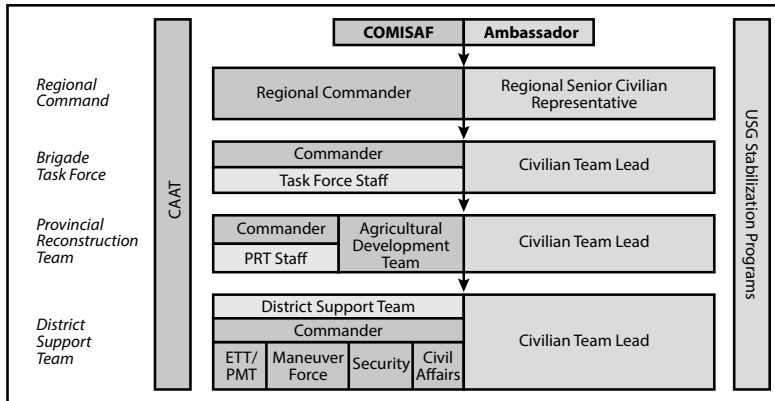 COMISAF Ambassador
Regional
Command
Regional Commander
Regional Senior Civilian
Representative
Brigade
Task Force
Commander
Task Force Staff
Civilian Team Lead
Provincial
Reconstruction
Team
Commander
PRT Staff
Agricultural
Development
Team
Civilian Team Lead
District
Support
Team
District Support Team
Commander
ETT/
PMT
Maneuver
Force
Security
Civil
Affairs
Civilian Team Lead
CAAT
USG Stabilization Programs